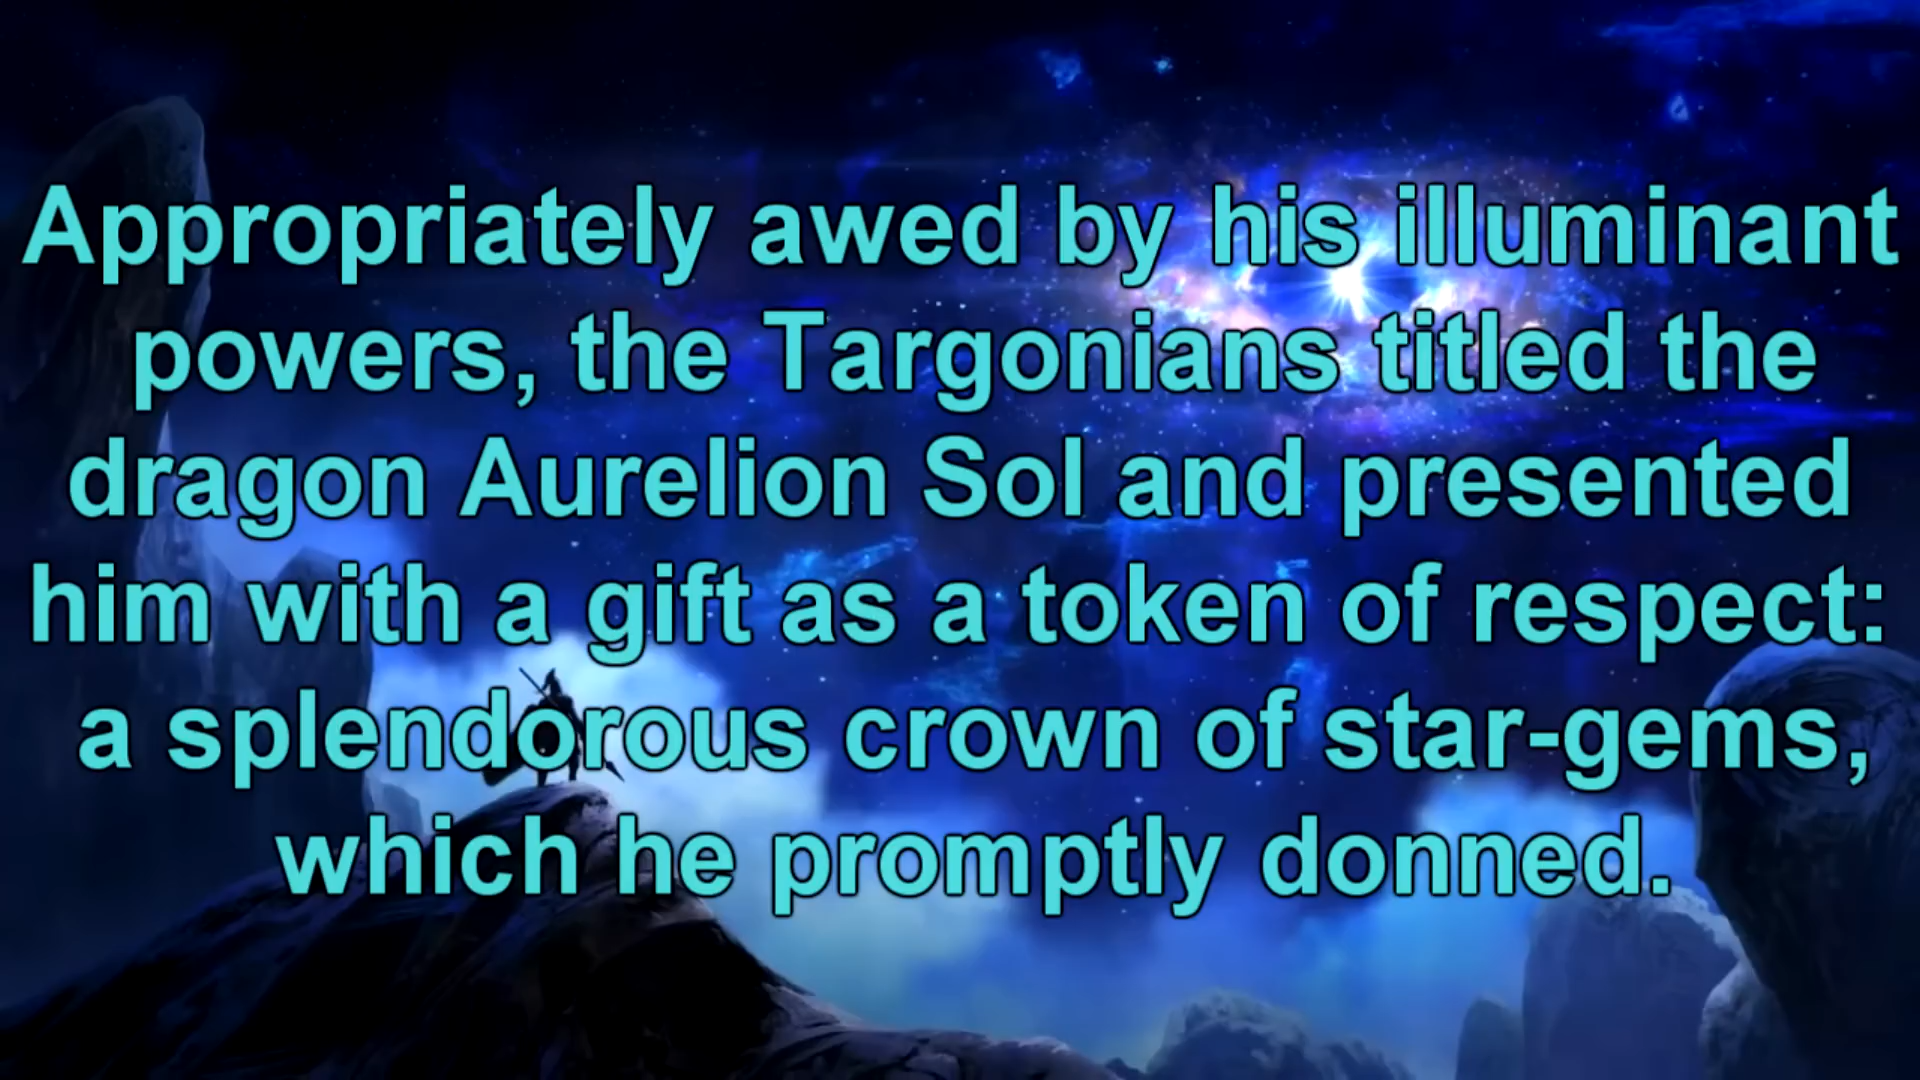 Appropriately awed by his illuminant
powers, the Targonians titled the
dragon Aurelion Sol and presented
him with a gift as a token of respect:
a splendorous crown of star-gems,
which he promptly donned.